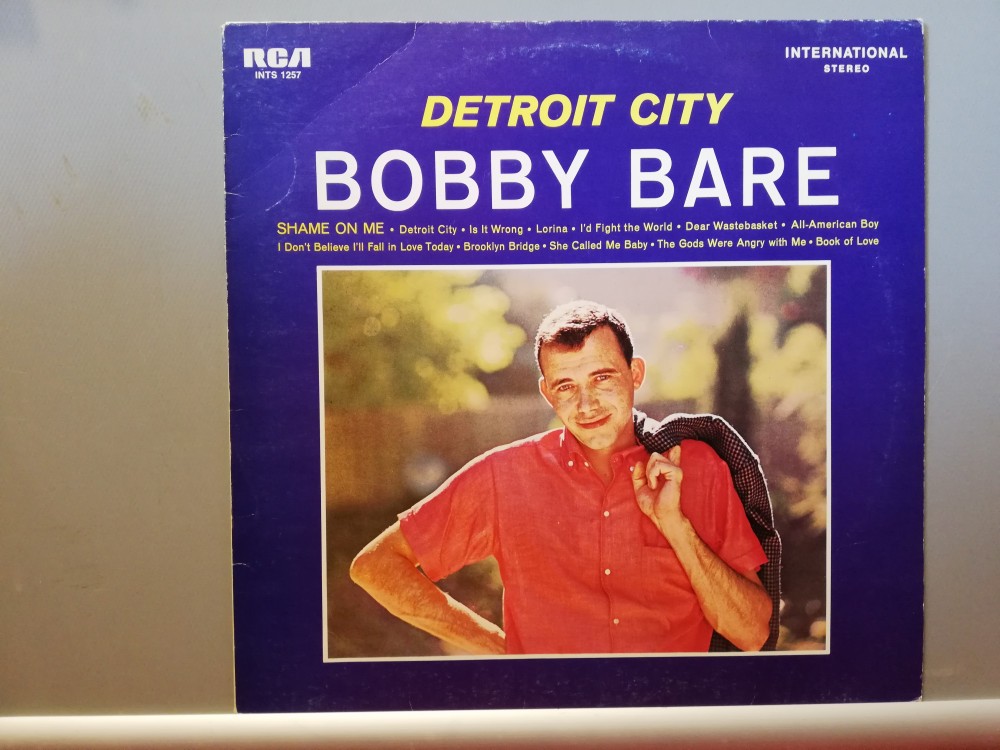 RCA
INTS 1257
INTERNATIONAL
STEREO
DETROIT CITY
BOBBY BARE
SHAME ON ME • Detroit City • Is It Wrong • Lorina • I'd Fight the World • Dear Wastebasket • All-American Boy
I Don't Believe I'll Fall in Love Today • Brooklyn Bridge • She Called Me Baby • The Gods Were Angry with Me • Book of Love